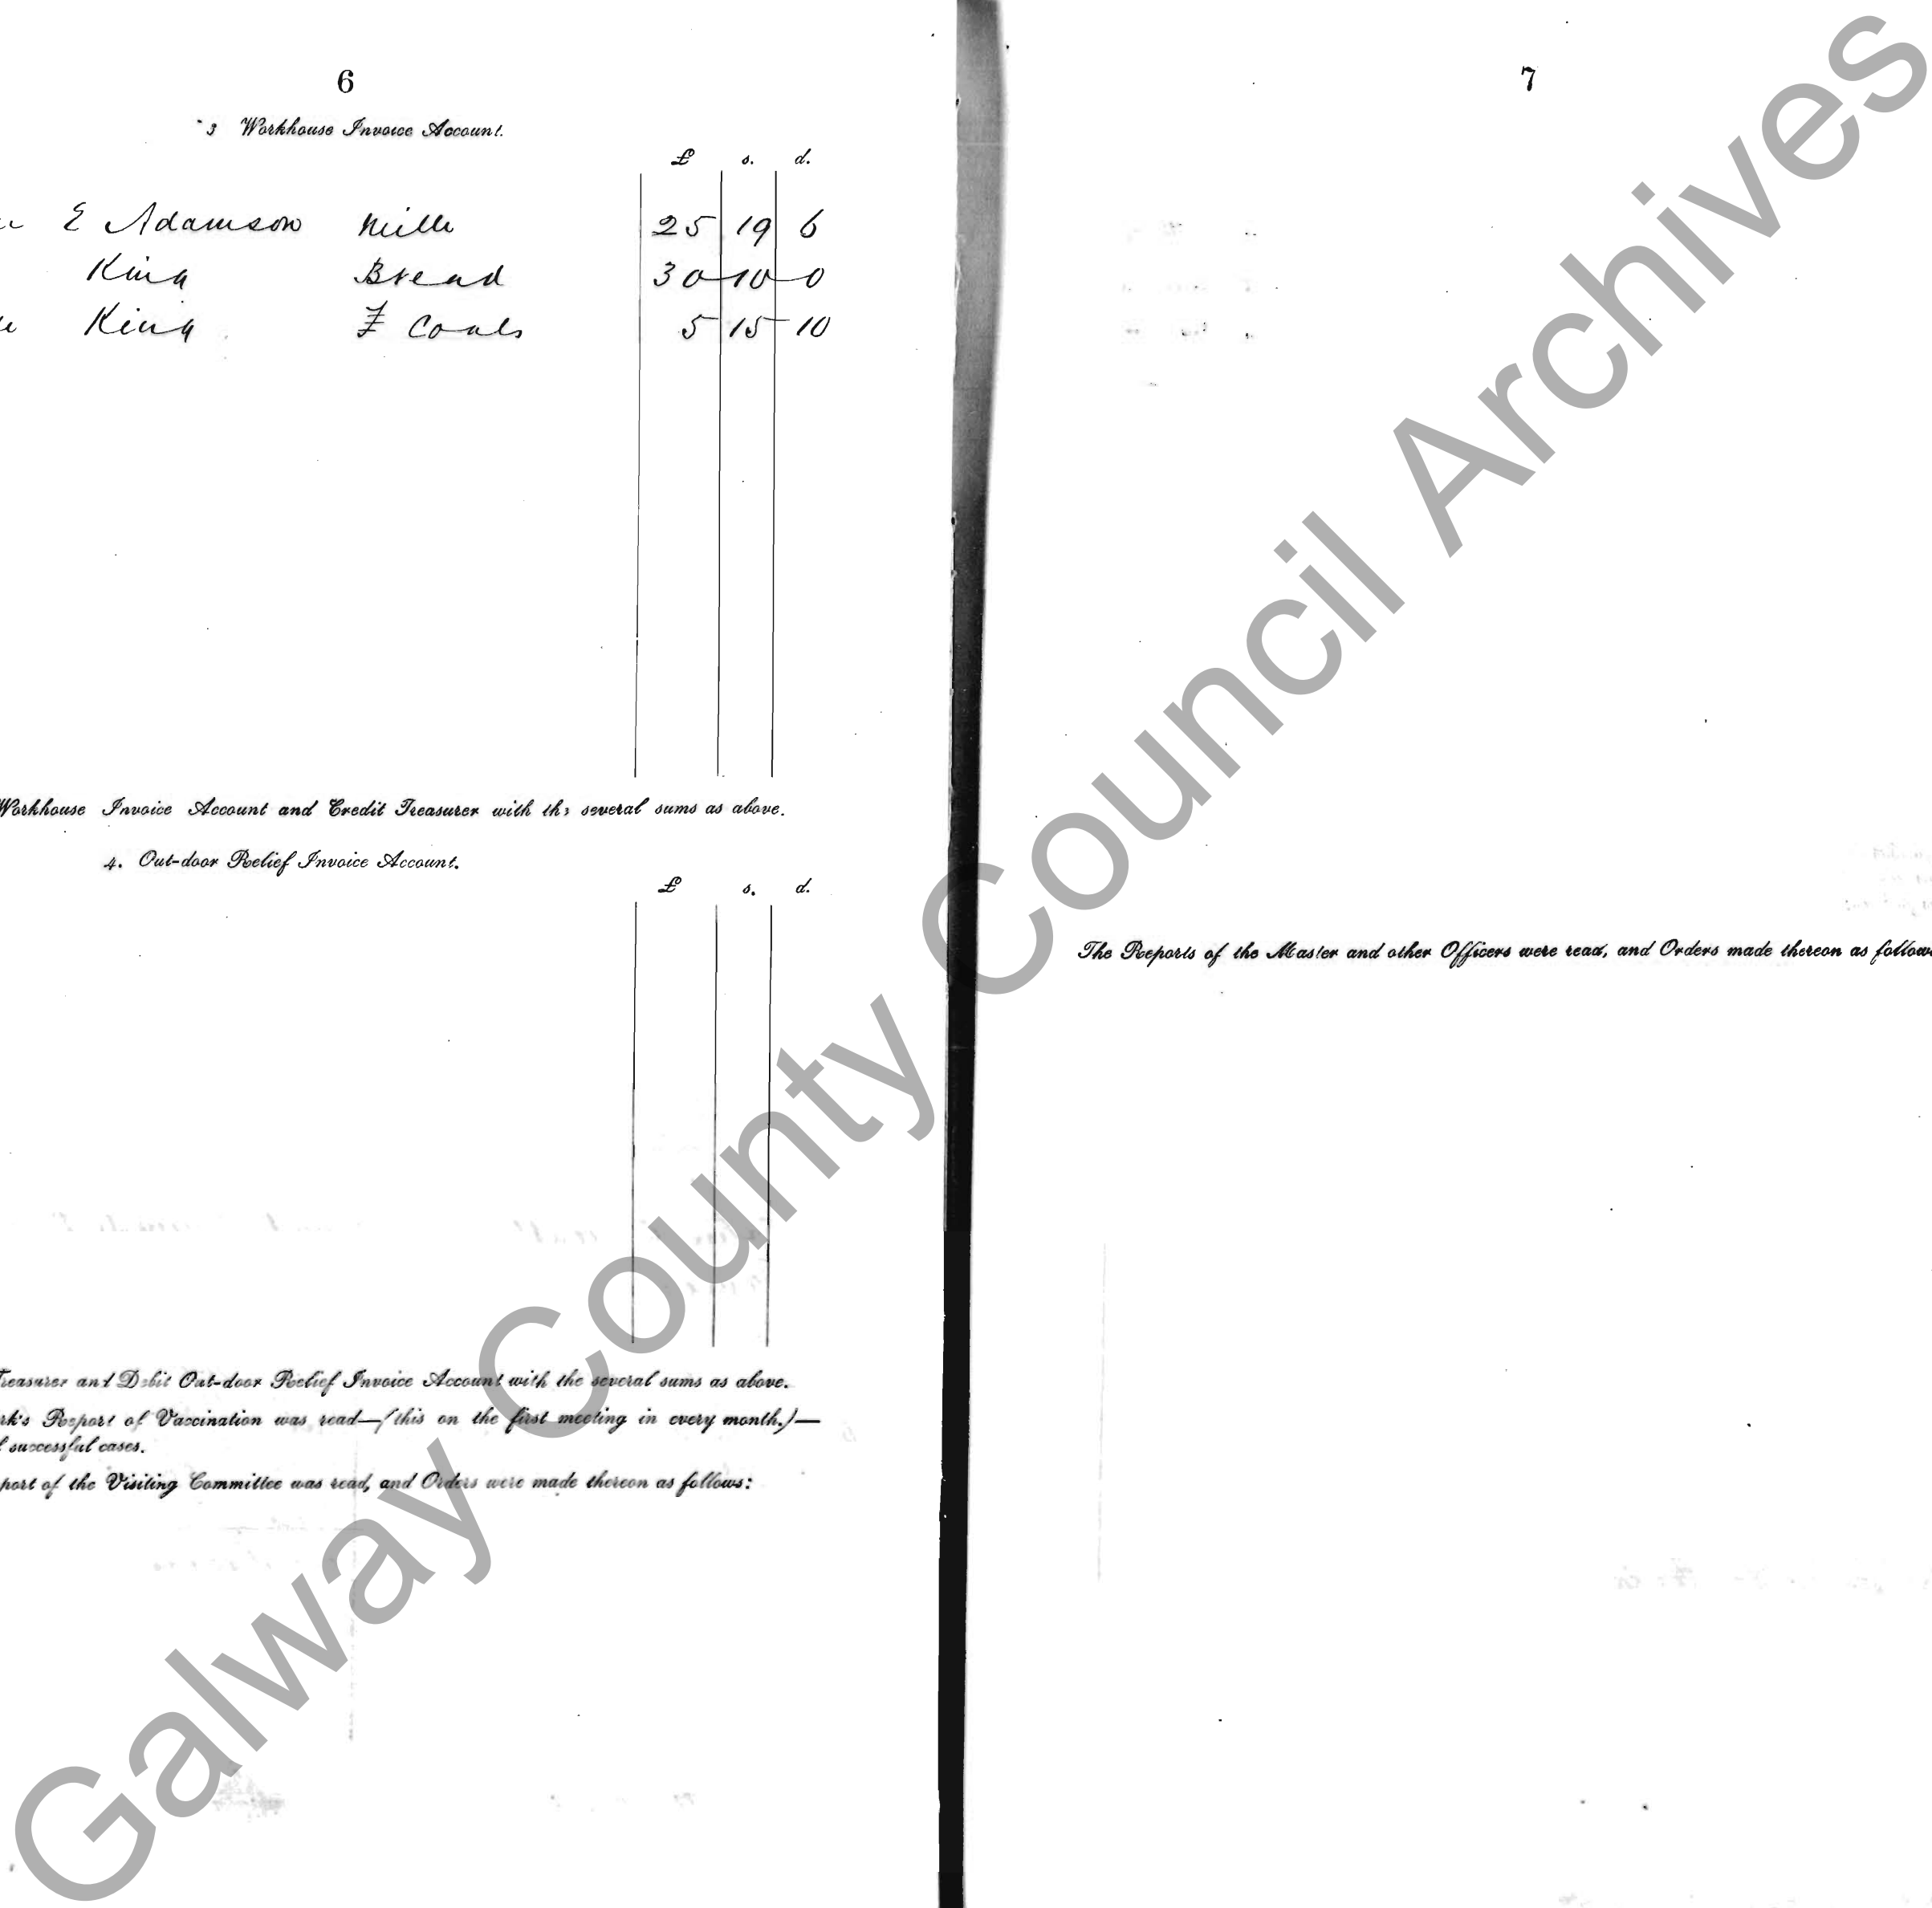 6
3 Workhouse Invoice Account.
£ s. d.
E Adamson Milk 25 19 6
King Bread 30 10 0
King Coals 5 15 10
Workhouse Invoice Account and Credit Treasurer with the several sums as above.
4. Out-door Relief Invoice Account.
£ s. d.
Treasurer and Debit Out-door Relief Invoice Account with the several sums as above.
rk's Report of Vaccination was read—(this on the first meeting in every month.)—
successful cases.
port of the Visiting Committee was read, and Orders were made thereon as follows:
7
The Reports of the Master and other Officers were read, and Orders made thereon as follow
Galway County Council Archives